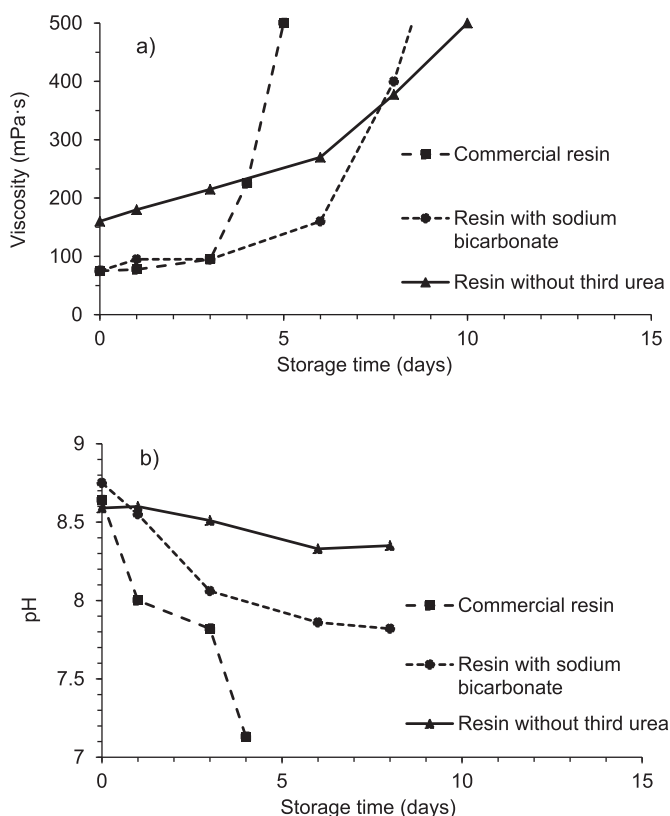 a)
Viscosity (mPa·s)
500
400
300
200
100
0
0
5
10
15
Storage time (days)
Commercial resin
Resin with sodium
bicarbonate
Resin without third urea
b)
pH
9
8.5
8
7.5
7
0
5
10
15
Storage time (days)
Commercial resin
Resin with sodium
bicarbonate
Resin without third urea